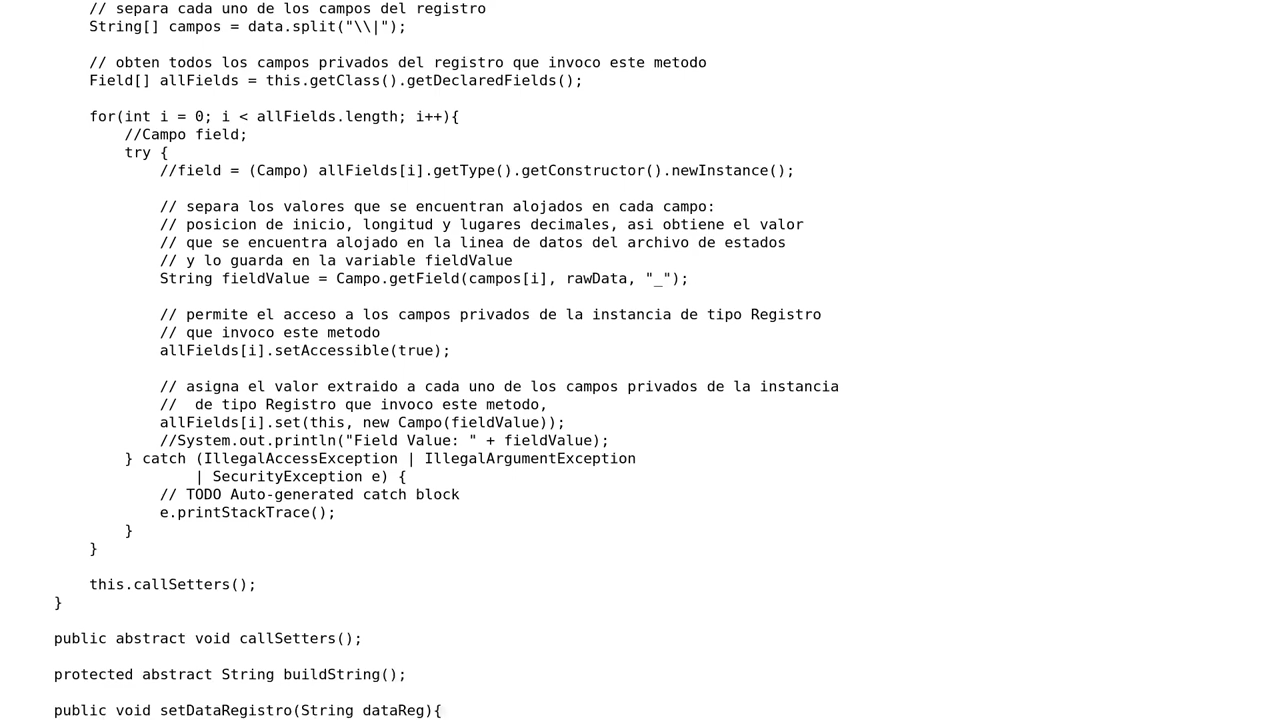 // separa cada uno de los campos del registro
String[] campos = data.split("\\|");
// obten todos los campos privados del registro que invoco este metodo
Field[] allFields = this.getClass().getDeclaredFields();
for(int i = 0; i < allFields.length; i++){
//Campo field;
try {
//field = (Campo) allFields[i].getType().getConstructor().newInstance();
// separa los valores que se encuentran alojados en cada campo:
// posicion de inicio, longitud y lugares decimales, asi obtiene el valor
// que se encuentra alojado en la linea de datos del archivo de estados
// y lo guarda en la variable fieldValue
String fieldValue = Campo.getField(campos[i], rawData, "_");
// permite el acceso a los campos privados de la instancia de tipo Registro
// que invoco este metodo
allFields[i].setAccessible(true);
// asigna el valor extraido a cada uno de los campos privados de la instancia
//  de tipo Registro que invoco este metodo,
allFields[i].set(this, new Campo(fieldValue));
//System.out.println("Field Value: " + fieldValue);
} catch (IllegalAccessException | IllegalArgumentException
| SecurityException e) {
// TODO Auto-generated catch block
e.printStackTrace();
}
}
this.callSetters();
}
public abstract void callSetters();
protected abstract String buildString();
public void setDataRegistro(String dataReg){